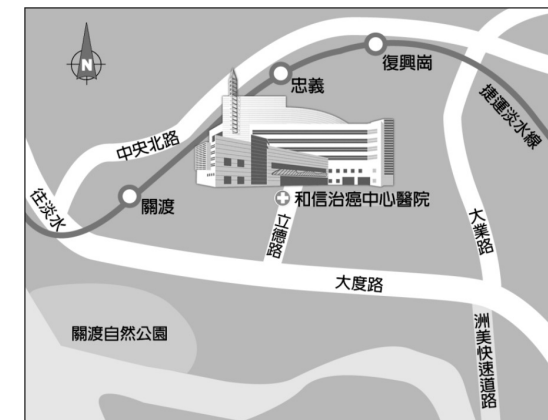 N
復興崗
忠義
捷運淡水線
中央北路
往淡水
關渡
和信治癌中心醫院
立德路
大業路
大度路
關渡自然公園
洲美快速道路